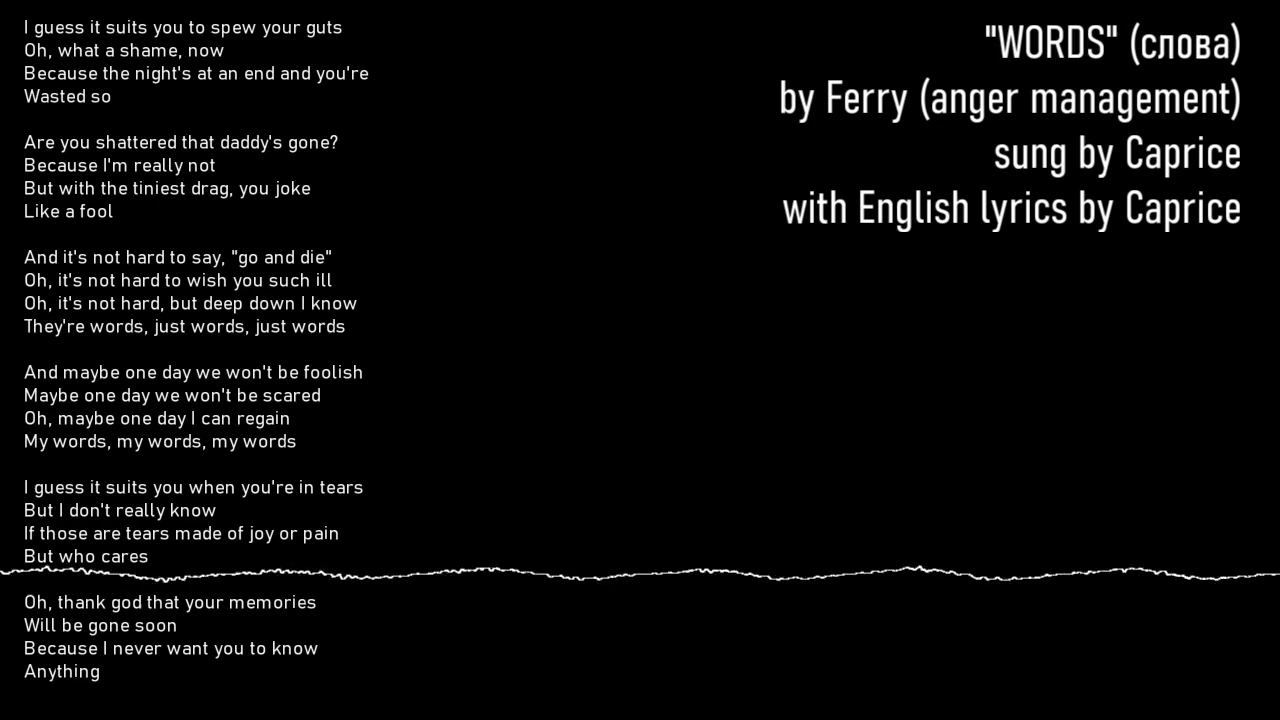 I guess it suits you to spew your guts
Oh, what a shame, now
Because the night's at an end and you're
Wasted so
Are you shattered that daddy's gone?
Because I'm really not
But with the tiniest drag, you joke
Like a fool
And it's not hard to say, "go and die"
Oh, it's not hard to wish you such ill
Oh, it's not hard, but deep down I know
They're words, just words, just words
And maybe one day we won't be foolish
Maybe one day we won't be scared
Oh, maybe one day I can regain
My words, my words, my words
I guess it suits you when you're in tears
But I don't really know
If those are tears made of joy or pain
But who cares
Oh, thank god that your memories
Will be gone soon
Because I never want you to know
Anything
"WORDS" (слова)
by Ferry (anger management)
sung by Caprice
with English lyrics by Caprice